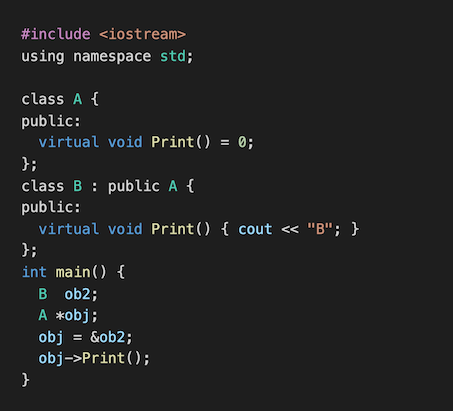 #include <iostream>
using namespace std;

class A {
public:
  virtual void Print() = 0;
};
class B : public A {
public:
  virtual void Print() { cout << "B"; }
};
int main() {
  B  ob2;
  A *obj;
  obj = &ob2;
  obj->Print();
}